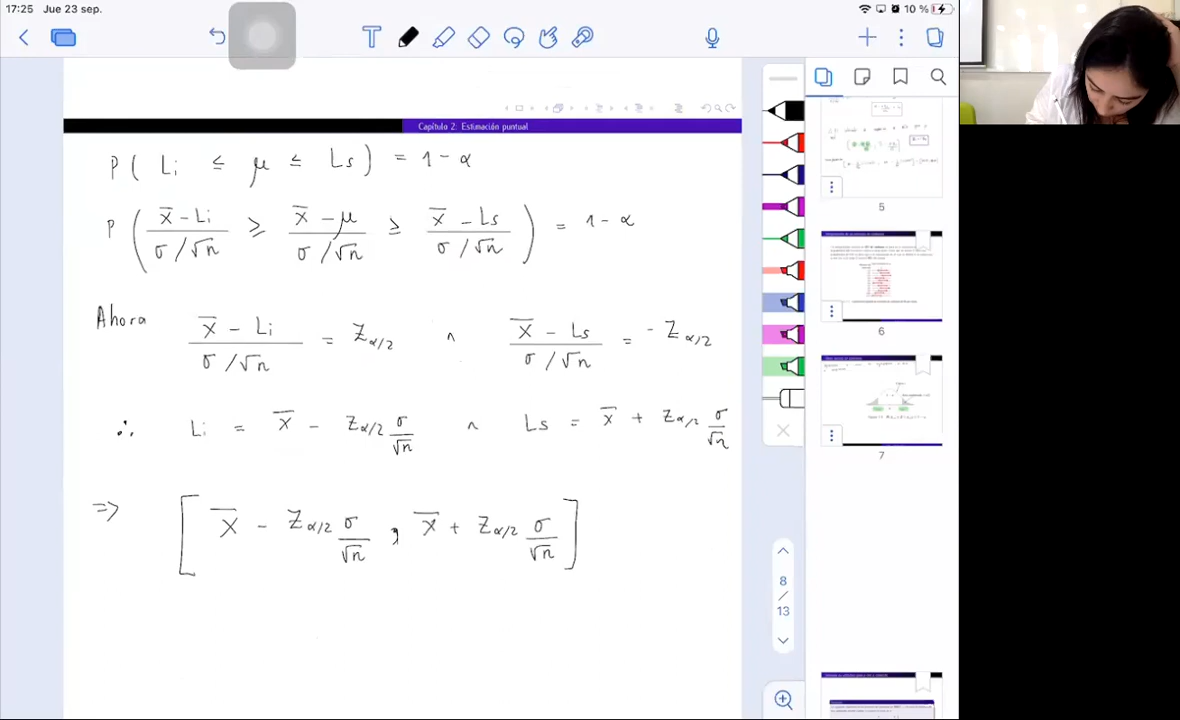 17:25 Jue 23 sep.
10 %
Capítulo 2: Estimación puntual
P ( Li ≤ μ ≤ Ls ) = 1 - α
P ( (x̄ - Li)/(σ/√n) ≥ (x̄ - μ)/(σ/√n) ≥ (x̄ - Ls)/(σ/√n) ) = 1 - α
Ahora (x̄ - Li)/(σ/√n) = Zα/2 ∧ (x̄ - Ls)/(σ/√n) = - Zα/2
∴ Li = x̄ - Zα/2 σ/√n ∧ Ls = x̄ + Zα/2 σ/√n
=> [ x̄ - Zα/2 σ/√n , x̄ + Zα/2 σ/√n ]
5
6
7
8
/
13